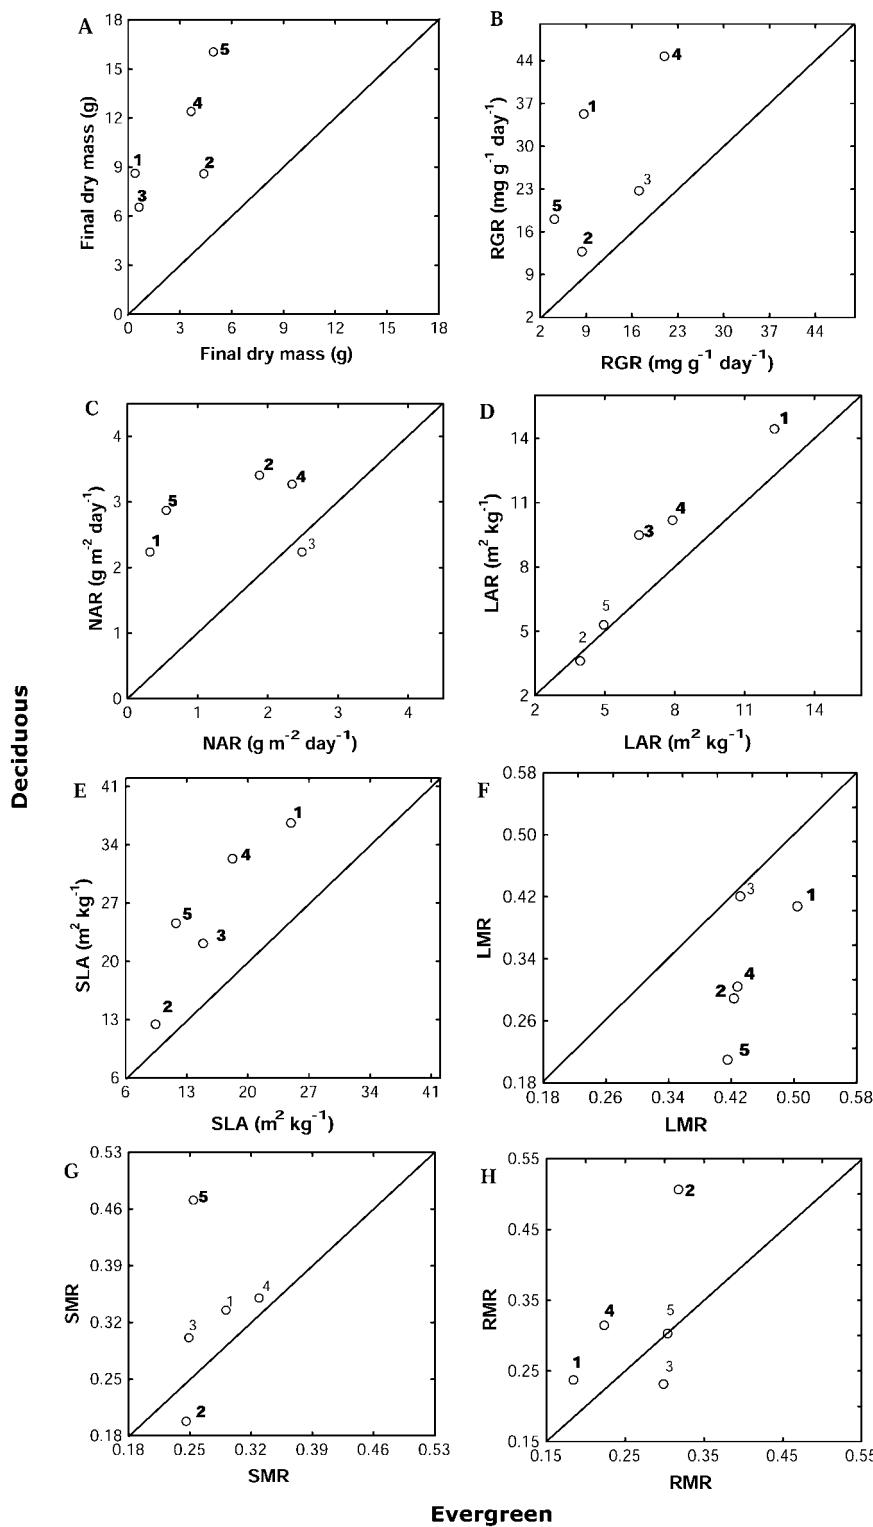 A
Final dry mass (g)
18
15
12
9
6
3
0
5
4
1
2
3
0 3 6 9 12 15 18
Final dry mass (g)
B
RGR (mg g-1 day-1)
44
37
30
23
16
9
2
4
1
3
5
2
2 9 16 23 30 37 44
RGR (mg g-1 day-1)
C
NAR (g m-2 day-1)
4
3
2
1
0
2
4
5
1
3
0 1 2 3 4
NAR (g m-2 day-1)
D
LAR (m2 kg-1)
14
11
8
5
2
1
4
3
5
2
2 5 8 11 14
LAR (m2 kg-1)
Deciduous
E
SLA (m2 kg-1)
41
34
27
20
13
6
1
4
5
3
2
6 13 20 27 34 41
SLA (m2 kg-1)
F
LMR
0.58
0.50
0.42
0.34
0.26
0.18
3
1
4
2
5
0.18 0.26 0.34 0.42 0.50 0.58
LMR
G
SMR
0.53
0.46
0.39
0.32
0.25
0.18
5
4
1
3
2
0.18 0.25 0.32 0.39 0.46 0.53
SMR
H
RMR
0.55
0.45
0.35
0.25
0.15
2
4
5
1
3
0.15 0.25 0.35 0.45 0.55
RMR
Evergreen